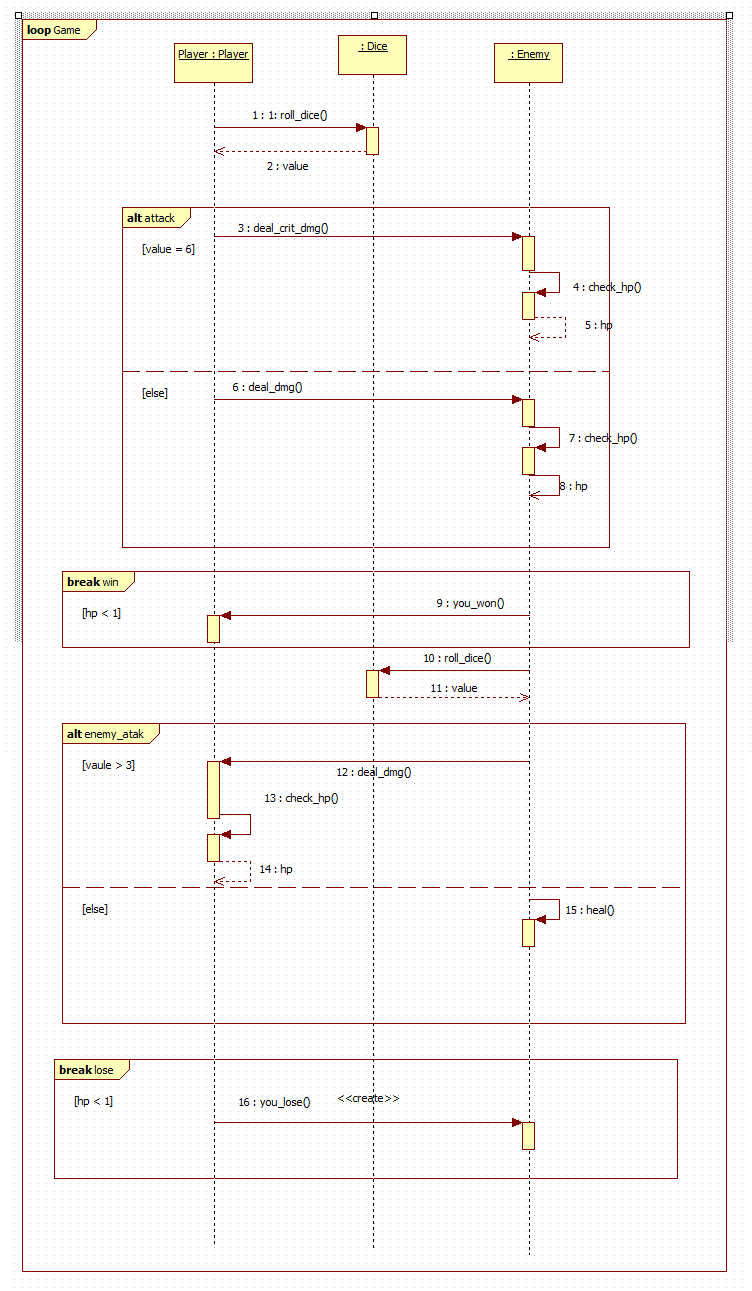 loop Game
Player : Player
: Dice
: Enemy
1 : 1: roll_dice()
2 : value
alt attack
3 : deal_crit_dmg()
[value = 6]
4 : check_hp()
5 : hp
[else]
6 : deal_dmg()
7 : check_hp()
8 : hp
break win
9 : you_won()
[hp < 1]
10 : roll_dice()
11 : value
alt enemy_atak
[vaule > 3]
12 : deal_dmg()
13 : check_hp()
14 : hp
[else]
15 : heal()
break lose
[hp < 1]
16 : you_lose()
<<create>>